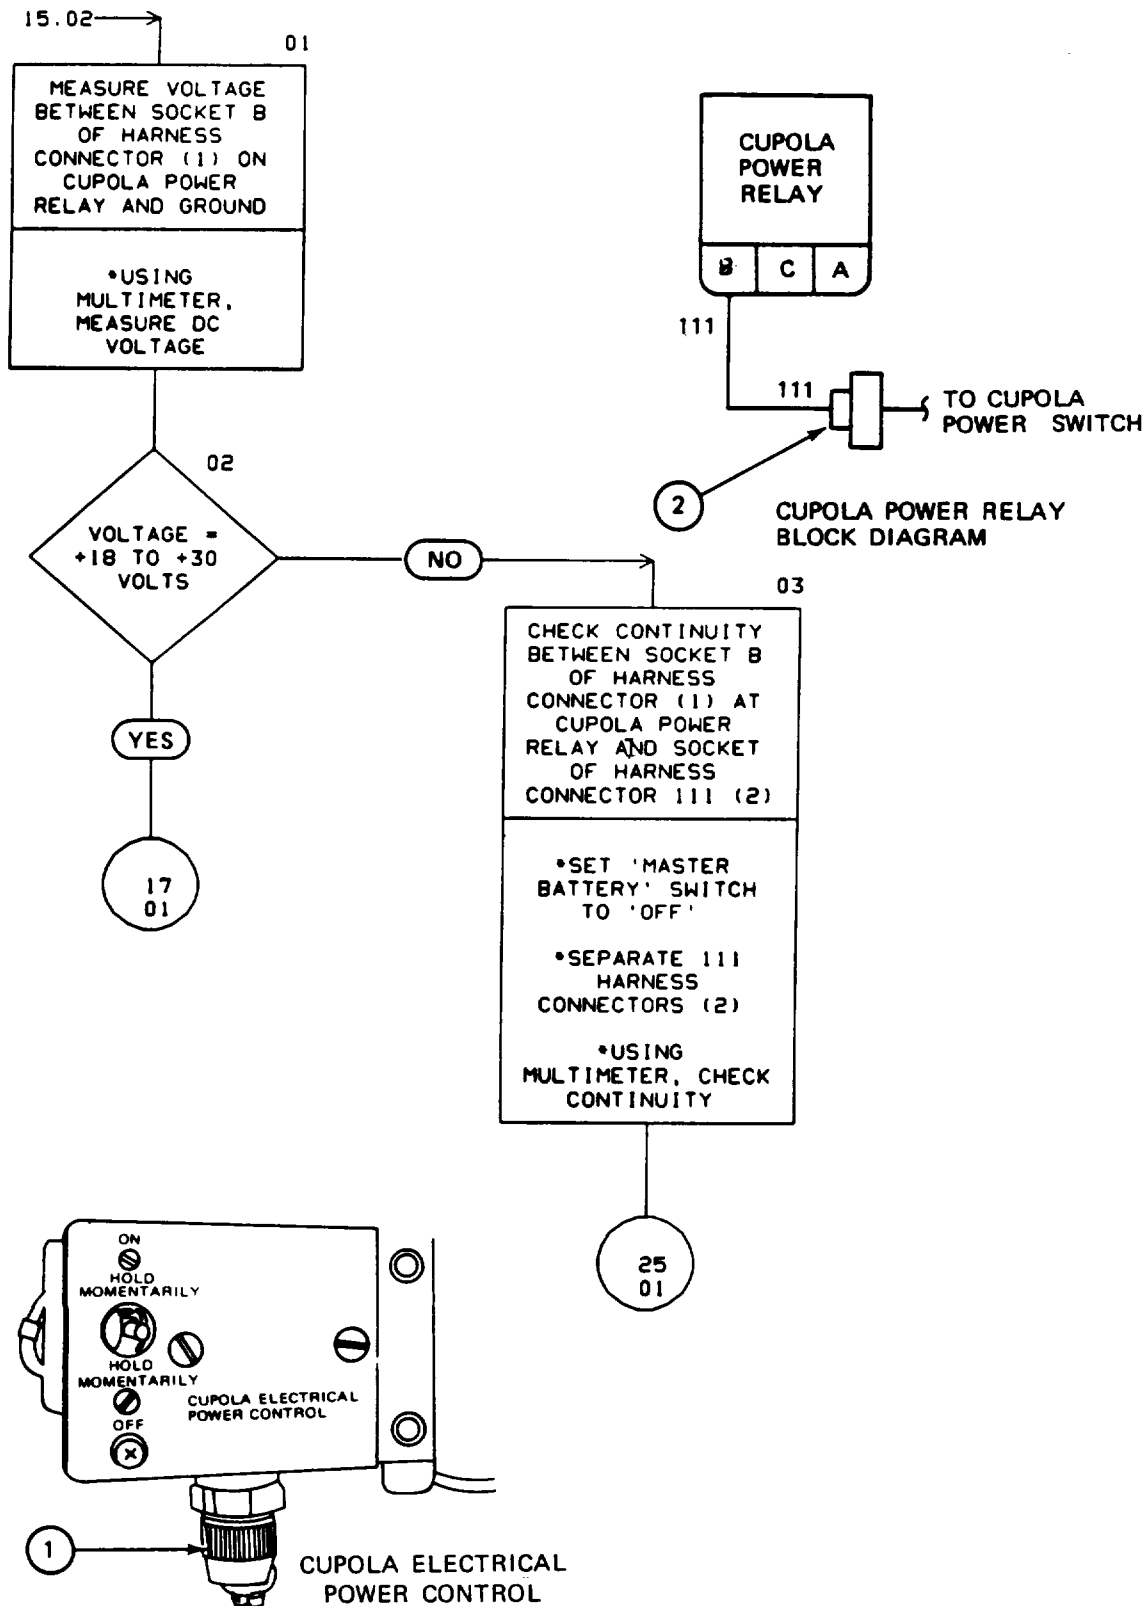 15.02
01
MEASURE VOLTAGE
BETWEEN SOCKET B
OF HARNESS
CONNECTOR (1) ON
CUPOLA POWER
RELAY AND GROUND
*USING
MULTIMETER,
MEASURE DC
VOLTAGE
02
VOLTAGE =
+18 TO +30
VOLTS
YES
17
01
NO
CUPOLA
POWER
RELAY
B C A
111
111
TO CUPOLA
POWER SWITCH
2
CUPOLA POWER RELAY
BLOCK DIAGRAM
03
CHECK CONTINUITY
BETWEEN SOCKET B
OF HARNESS
CONNECTOR (1) AT
CUPOLA POWER
RELAY AND SOCKET
OF HARNESS
CONNECTOR 111 (2)
*SET 'MASTER
BATTERY' SWITCH
TO 'OFF'
*SEPARATE 111
HARNESS
CONNECTORS (2)
*USING
MULTIMETER, CHECK
CONTINUITY
25
01
ON
HOLD
MOMENTARILY
HOLD
MOMENTARILY
OFF
CUPOLA ELECTRICAL
POWER CONTROL
1
CUPOLA ELECTRICAL
POWER CONTROL